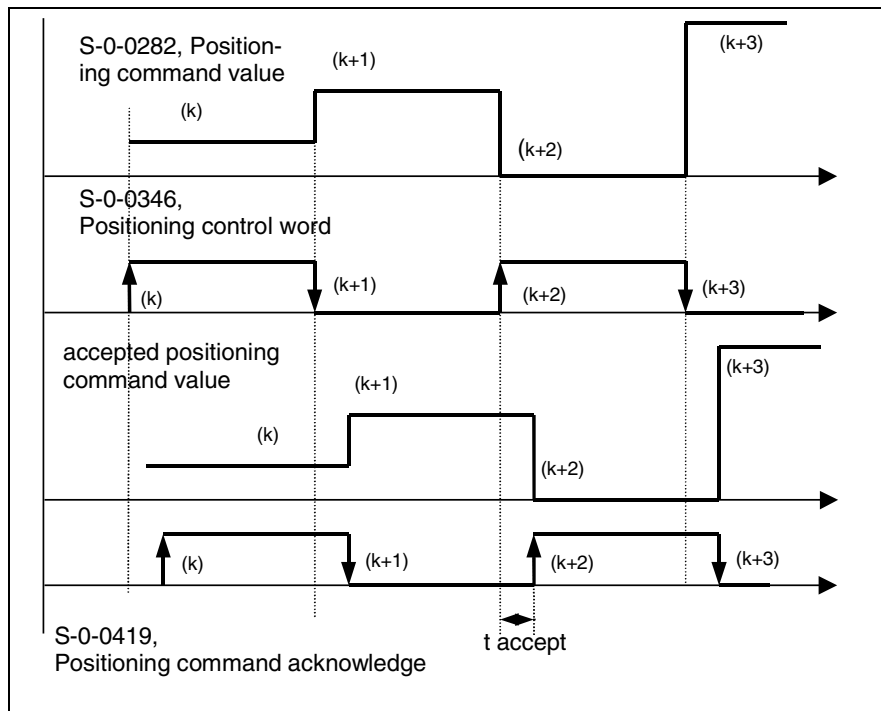 S-0-0282, Position-
ing command value
(k)
(k+1)
(k+2)
(k+3)
S-0-0346,
Positioning control word
(k)
(k+1)
(k+2)
(k+3)
accepted positioning
command value
(k)
(k+1)
(k+2)
(k+3)
(k)
(k+1)
(k+2)
(k+3)
S-0-0419,
Positioning command acknowledge
t accept